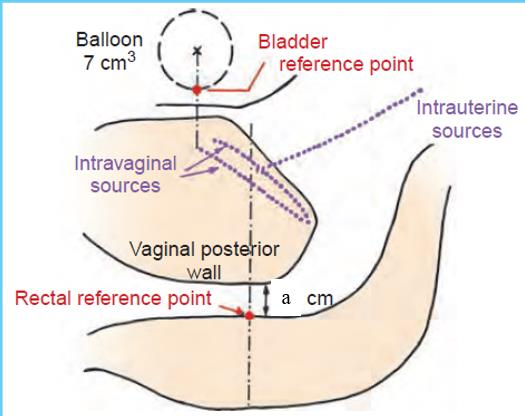 Balloon
7 cm³
Bladder
reference point
Intrauterine
sources
Intravaginal
sources
Vaginal posterior
wall
Rectal reference point
a cm